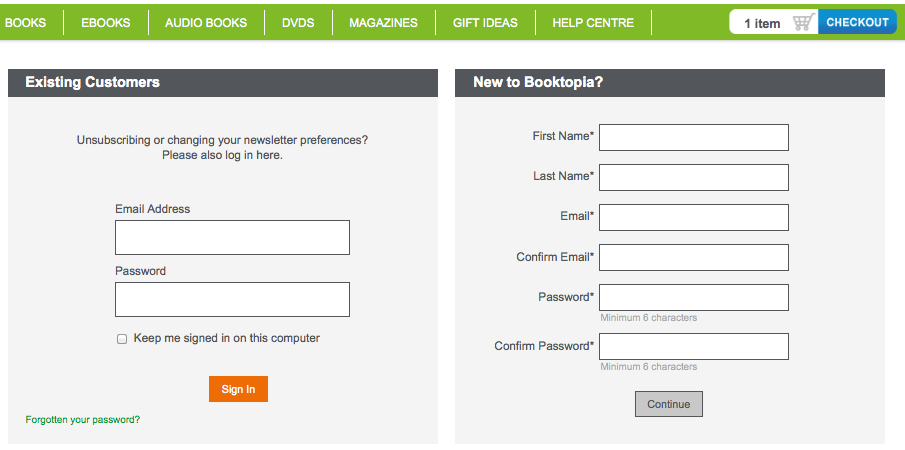 BOOKS EBOOKS AUDIO BOOKS DVDS MAGAZINES GIFT IDEAS HELP CENTRE 1 item CHECKOUT
Existing Customers
Unsubscribing or changing your newsletter preferences?
Please also log in here.
Email Address
Password
Keep me signed in on this computer
Sign In
Forgotten your password?
New to Booktopia?
First Name*
Last Name*
Email*
Confirm Email*
Password*
Minimum 6 characters
Confirm Password*
Minimum 6 characters
Continue